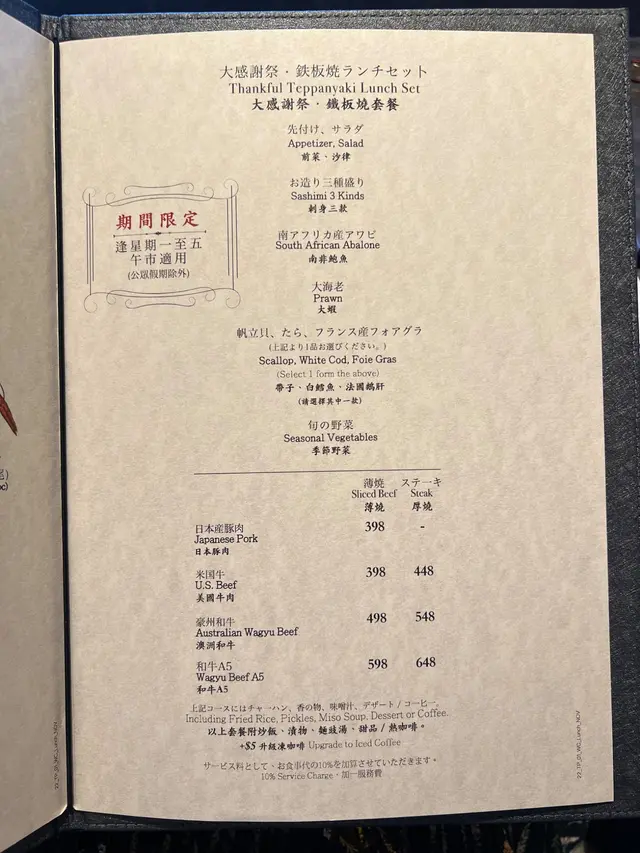 大感謝祭・鉄板焼ランチセット
Thankful Teppanyaki Lunch Set
大感謝祭・鐵板燒套餐
先付け、サラダ
Appetizer, Salad
前菜、沙律
お造り三種盛り
Sashimi 3 Kinds
刺身三款
期間限定
逢星期一至五
午市適用
(公眾假期除外)
南アフリカ産アワビ
South African Abalone
南非鮑魚
大海老
Prawn
大蝦
帆立貝、たら、フランス産フォアグラ
(上記より1品お選びください。)
Scallop, White Cod, Foie Gras
(Select 1 form the above)
帶子、白鱈魚、法國鵝肝
(請選擇其中一款)
旬の野菜
Seasonal Vegetables
季節野菜
薄焼 ステーキ
Sliced Beef Steak
薄燒 厚燒
日本産豚肉 398 -
Japanese Pork
日本豚肉
米国牛 398 448
U.S. Beef
美國牛肉
豪州和牛 498 548
Australian Wagyu Beef
澳洲和牛
和牛A5 598 648
Wagyu Beef A5
和牛A5
上記コースにはチャーハン、香の物、味噌汁、デザート / コーヒー。
Including Fried Rice, Pickles, Miso Soup, Dessert or Coffee.
以上套餐附炒飯、漬物、麵豉湯、甜品 / 熱咖啡。
+$5 升級凍咖啡 Upgrade to Iced Coffee
サービス料として、お食事代の10%を加算させていただきます。
10% Service Charge。加一服務費